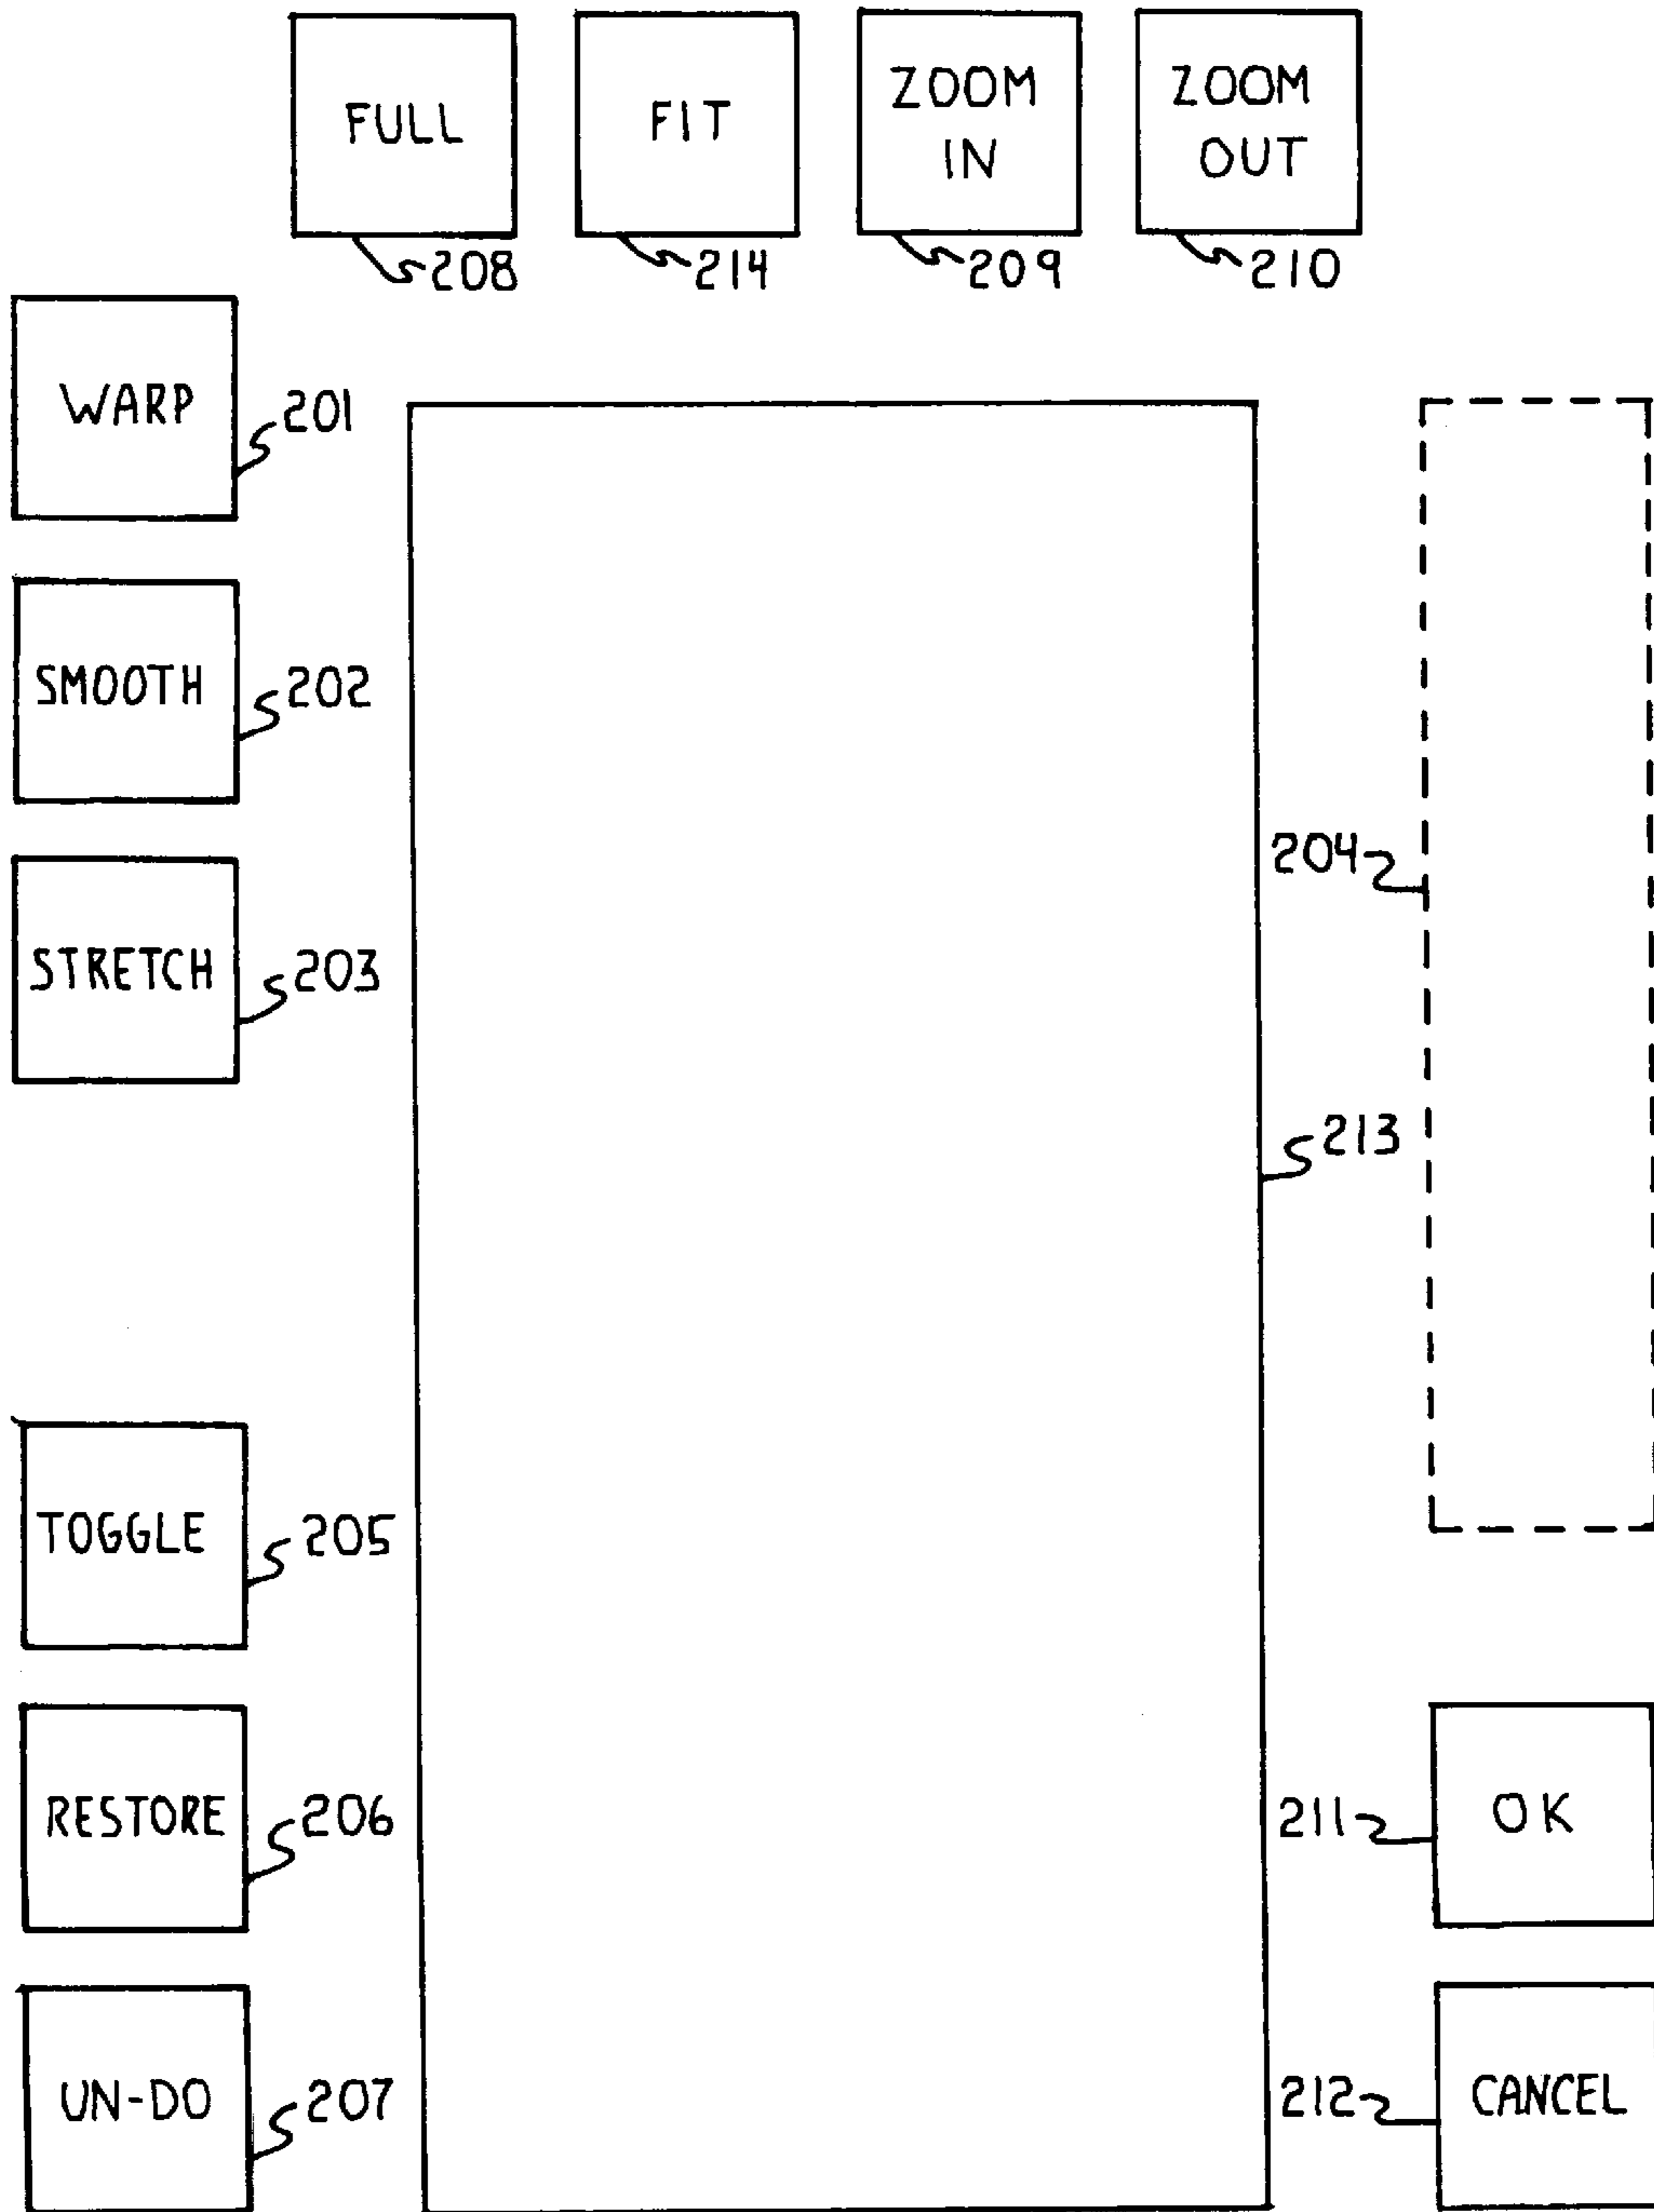 FULL
FIT
ZOOM
IN
ZOOM
OUT
208
214
209
210
WARP
201
SMOOTH
202
STRETCH
203
204
213
TOGGLE
205
RESTORE
206
211
OK
UN-DO
207
212
CANCEL